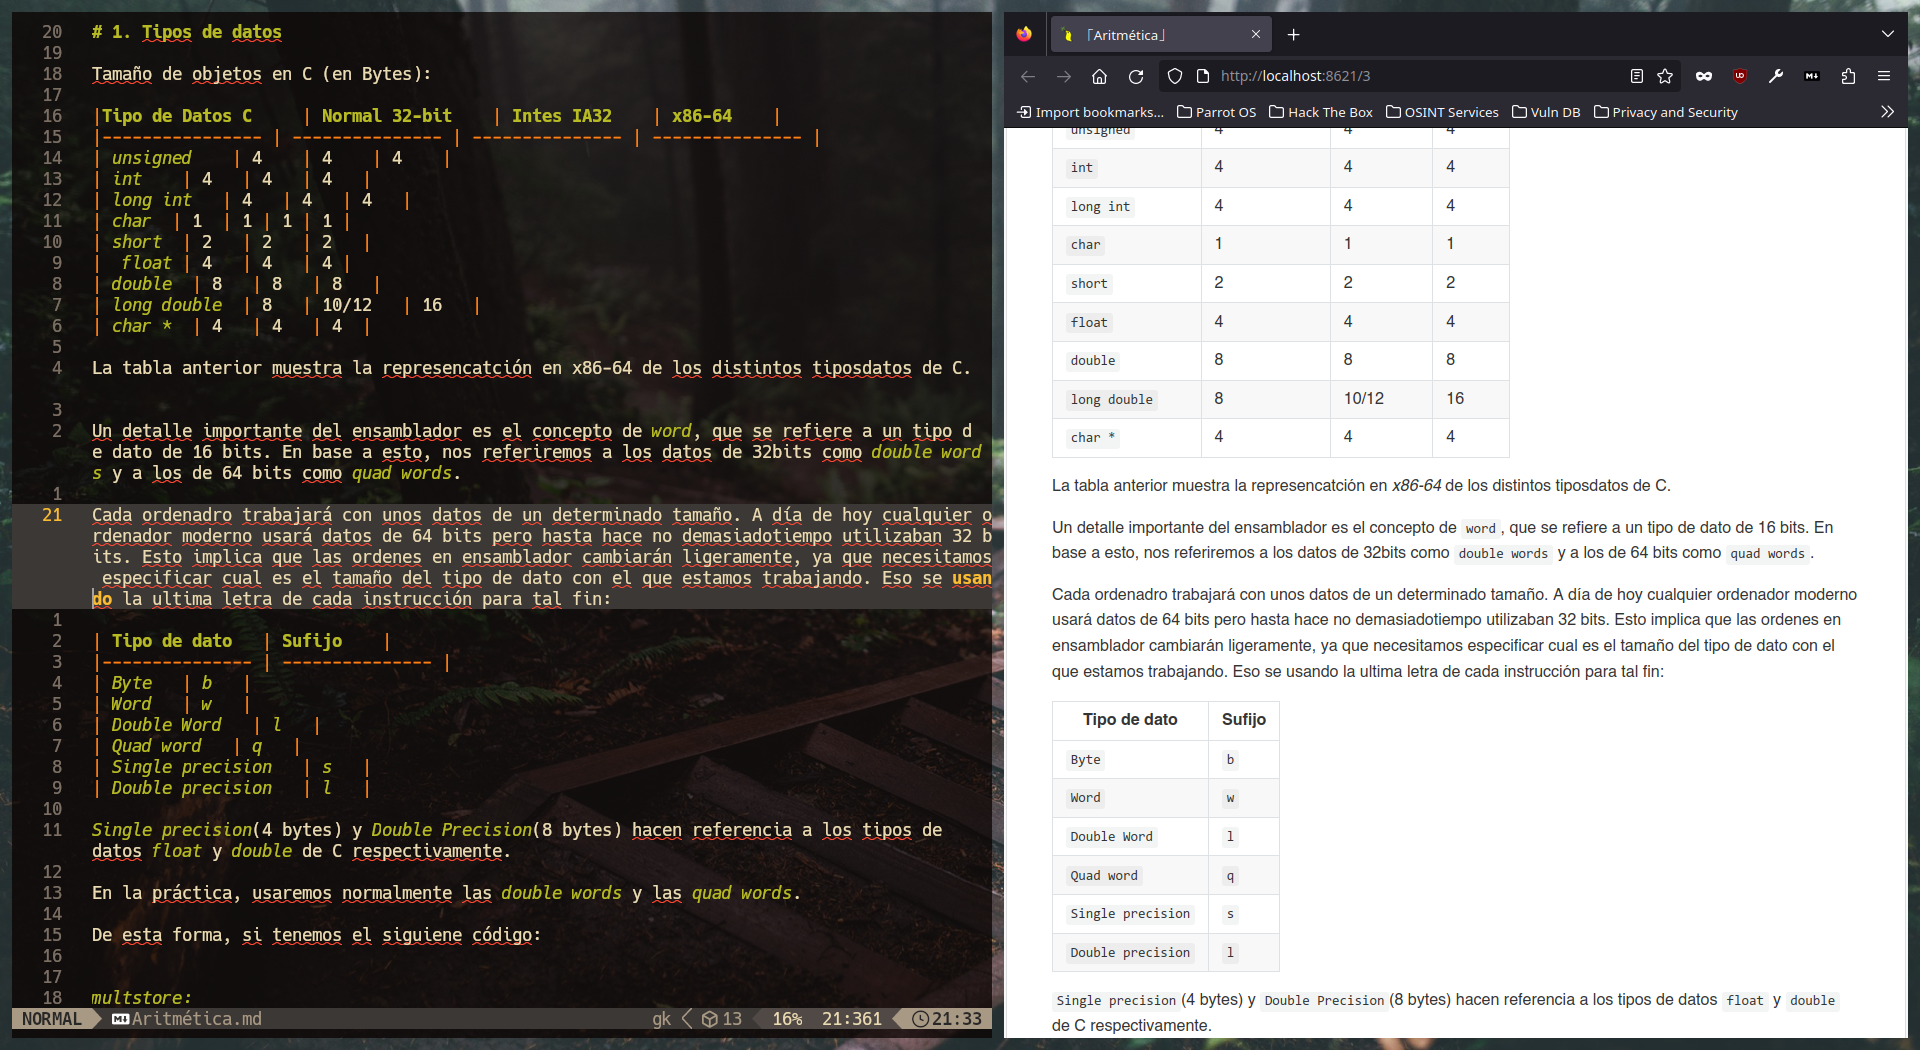 20 # 1. Tipos de datos
19
18 Tamaño de objetos en C (en Bytes):
17
16 |Tipo de Datos C | Normal 32-bit | Intes IA32 | x86-64 |
15 |---------------- | --------------- | --------------- | --------------- |
14 | unsigned | 4 | 4 | 4 |
13 | int | 4 | 4 | 4 |
12 | long int | 4 | 4 | 4 |
11 | char | 1 | 1 | 1 | 1 |
10 | short | 2 | 2 | 2 |
9 | float | 4 | 4 | 4 |
8 | double | 8 | 8 | 8 |
7 | long double | 8 | 10/12 | 16 |
6 | char * | 4 | 4 | 4 |
5
4 La tabla anterior muestra la represencatción en x86-64 de los distintos tiposdatos de C.
3
2 Un detalle importante del ensamblador es el concepto de word, que se refiere a un tipo d
e dato de 16 bits. En base a esto, nos referiremos a los datos de 32bits como double word
s y a los de 64 bits como quad words.
1
21 Cada ordenadro trabajará con unos datos de un determinado tamaño. A día de hoy cualquier o
rdenador moderno usará datos de 64 bits pero hasta hace no demasiadotiempo utilizaban 32 b
its. Esto implica que las ordenes en ensamblador cambiarán ligeramente, ya que necesitamos
especificar cual es el tamaño del tipo de dato con el que estamos trabajando. Eso se usan
do la ultima letra de cada instrucción para tal fin:
1
2 | Tipo de dato | Sufijo |
3 |--------------- | --------------- |
4 | Byte | b |
5 | Word | w |
6 | Double Word | l |
7 | Quad word | q |
8 | Single precision | s |
9 | Double precision | l |
10
11 Single precision(4 bytes) y Double Precision(8 bytes) hacen referencia a los tipos de
datos float y double de C respectivamente.
12
13 En la práctica, usaremos normalmente las double words y las quad words.
14
15 De esta forma, si tenemos el siguiene código:
16
17
18 multstore:
NORMAL Aritmética.md gk 13 16% 21:361 21:33
「Aritmética」
http://localhost:8621/3
Import bookmarks... Parrot OS Hack The Box OSINT Services Vuln DB Privacy and Security
unsigned 4 4 4
int 4 4 4
long int 4 4 4
char 1 1 1
short 2 2 2
float 4 4 4
double 8 8 8
long double 8 10/12 16
char * 4 4 4
La tabla anterior muestra la represencatción en x86-64 de los distintos tiposdatos de C.
Un detalle importante del ensamblador es el concepto de word , que se refiere a un tipo de dato de 16 bits. En
base a esto, nos referiremos a los datos de 32bits como double words y a los de 64 bits como quad words .
Cada ordenadro trabajará con unos datos de un determinado tamaño. A día de hoy cualquier ordenador moderno
usará datos de 64 bits pero hasta hace no demasiadotiempo utilizaban 32 bits. Esto implica que las ordenes en
ensamblador cambiarán ligeramente, ya que necesitamos especificar cual es el tamaño del tipo de dato con el
que estamos trabajando. Eso se usando la ultima letra de cada instrucción para tal fin:
Tipo de dato Sufijo
Byte b
Word w
Double Word l
Quad word q
Single precision s
Double precision l
Single precision (4 bytes) y Double Precision (8 bytes) hacen referencia a los tipos de datos float y double
de C respectivamente.